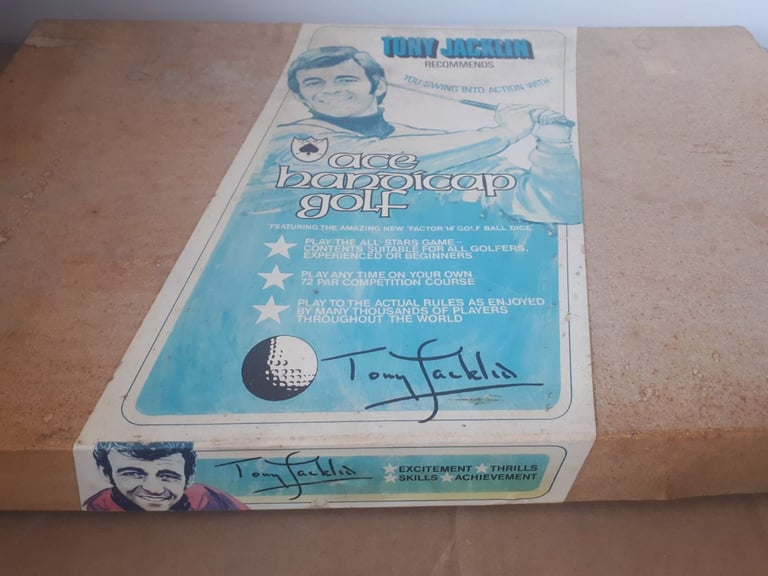 TONY JACKLIN
RECOMMENDS
YOU SWING INTO ACTION WITH
ace
handicap
golf
'FEATURING THE AMAZING NEW 'FACTOR 14' GOLF BALL DICE'
PLAY THE ALL STARS GAME -
CONTENTS SUITABLE FOR ALL GOLFERS,
EXPERIENCED OR BEGINNERS
PLAY ANY TIME ON YOUR OWN
72 PAR COMPETITION COURSE
PLAY TO THE ACTUAL RULES AS ENJOYED
BY MANY THOUSANDS OF PLAYERS
THROUGHOUT THE WORLD
Tony Jacklin
Tony Jacklin
EXCITEMENT THRILLS
SKILLS ACHIEVEMENT